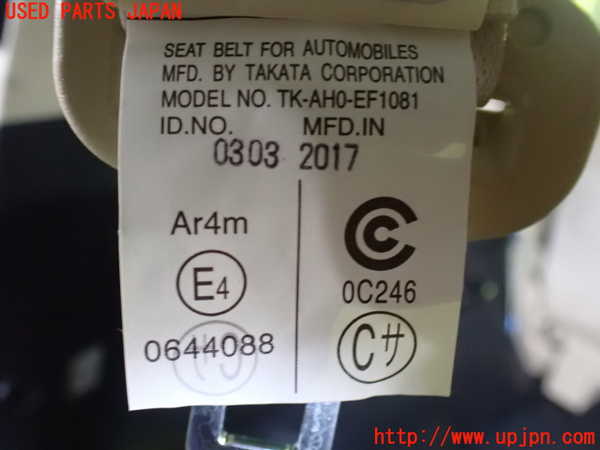 USED PARTS JAPAN
SEAT BELT FOR AUTOMOBILES
MFD. BY TAKATA CORPORATION
MODEL NO. TK-AH0-EF1081
ID.NO. MFD.IN
0303 2017
Ar4m
E4
0644088
C
0C246
Cサ
http://www.upjpn.com